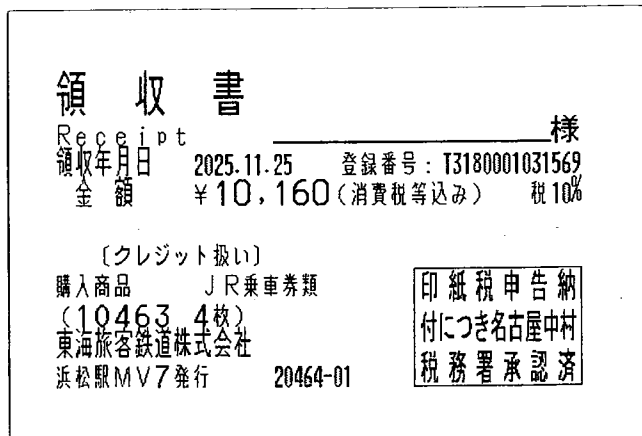 領収書
Receipt 様
領収年月日 2025.11.25 登録番号:T3180001031569
金額 ¥10,160(消費税等込み) 税10%
〔クレジット扱い〕
購入商品 JR乗車券類
(10463 4枚)
東海旅客鉄道株式会社
浜松駅MV7発行 20464-01
印紙税申告納
付につき名古屋中村
税務署承認済